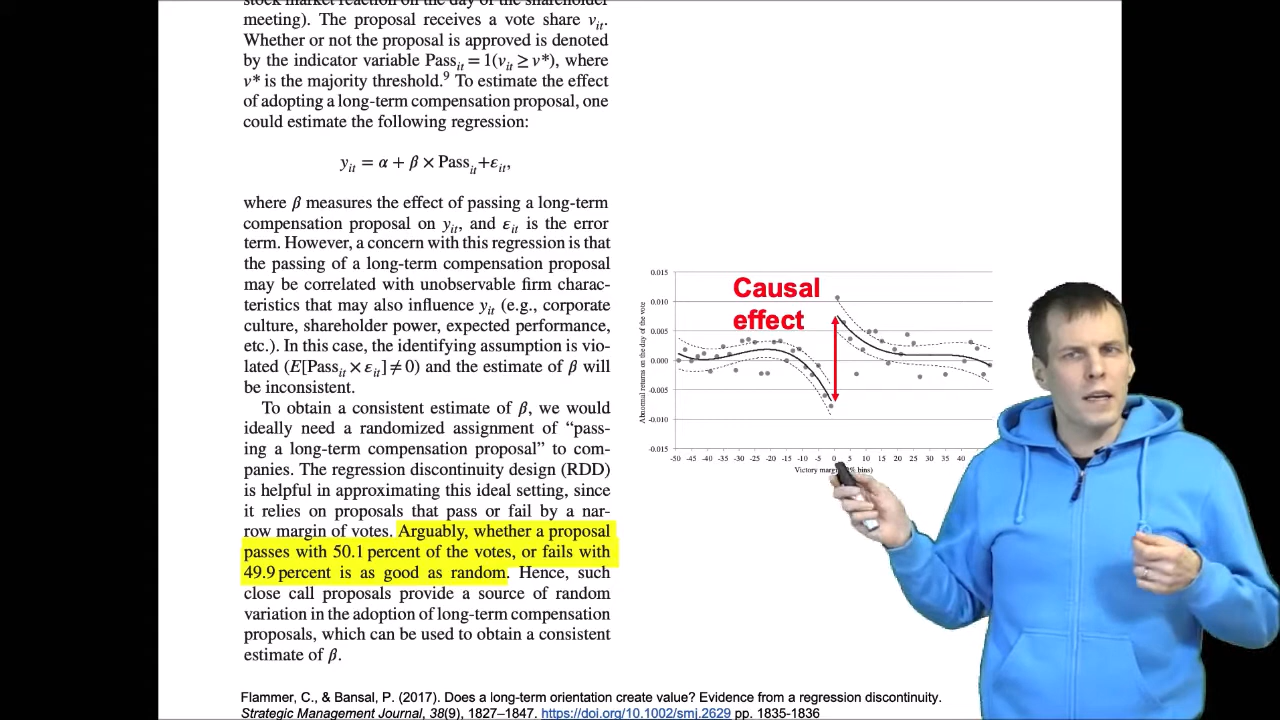 stock market reaction on the day of the shareholder
meeting). The proposal receives a vote share vit.
Whether or not the proposal is approved is denoted
by the indicator variable Passit = 1(vit ≥ v*), where
v* is the majority threshold.9 To estimate the effect
of adopting a long-term compensation proposal, one
could estimate the following regression:
yit = α + β × Passit+εit,
where β measures the effect of passing a long-term
compensation proposal on yit, and εit is the error
term. However, a concern with this regression is that
the passing of a long-term compensation proposal
may be correlated with unobservable firm charac-
teristics that may also influence yit (e.g., corporate
culture, shareholder power, expected performance,
etc.). In this case, the identifying assumption is vio-
lated (E[Passit × εit] ≠ 0) and the estimate of β will
be inconsistent.
To obtain a consistent estimate of β, we would
ideally need a randomized assignment of “pass-
ing a long-term compensation proposal” to com-
panies. The regression discontinuity design (RDD)
is helpful in approximating this ideal setting, since
it relies on proposals that pass or fail by a nar-
row margin of votes. Arguably, whether a proposal
passes with 50.1 percent of the votes, or fails with
49.9 percent is as good as random. Hence, such
close call proposals provide a source of random
variation in the adoption of long-term compensation
proposals, which can be used to obtain a consistent
estimate of β.
Causal
effect
Abnormal returns on the day of the vote
0.015
0.010
0.005
0.000
-0.005
-0.010
-0.015
-50 -45 -40 -35 -30 -25 -20 -15 -10 -5 0 5 10 15 20 25 30 35 40
Victory margin % bins)
Flammer, C., & Bansal, P. (2017). Does a long-term orientation create value? Evidence from a regression discontinuity.
Strategic Management Journal, 38(9), 1827–1847. https://doi.org/10.1002/smj.2629 pp. 1835-1836